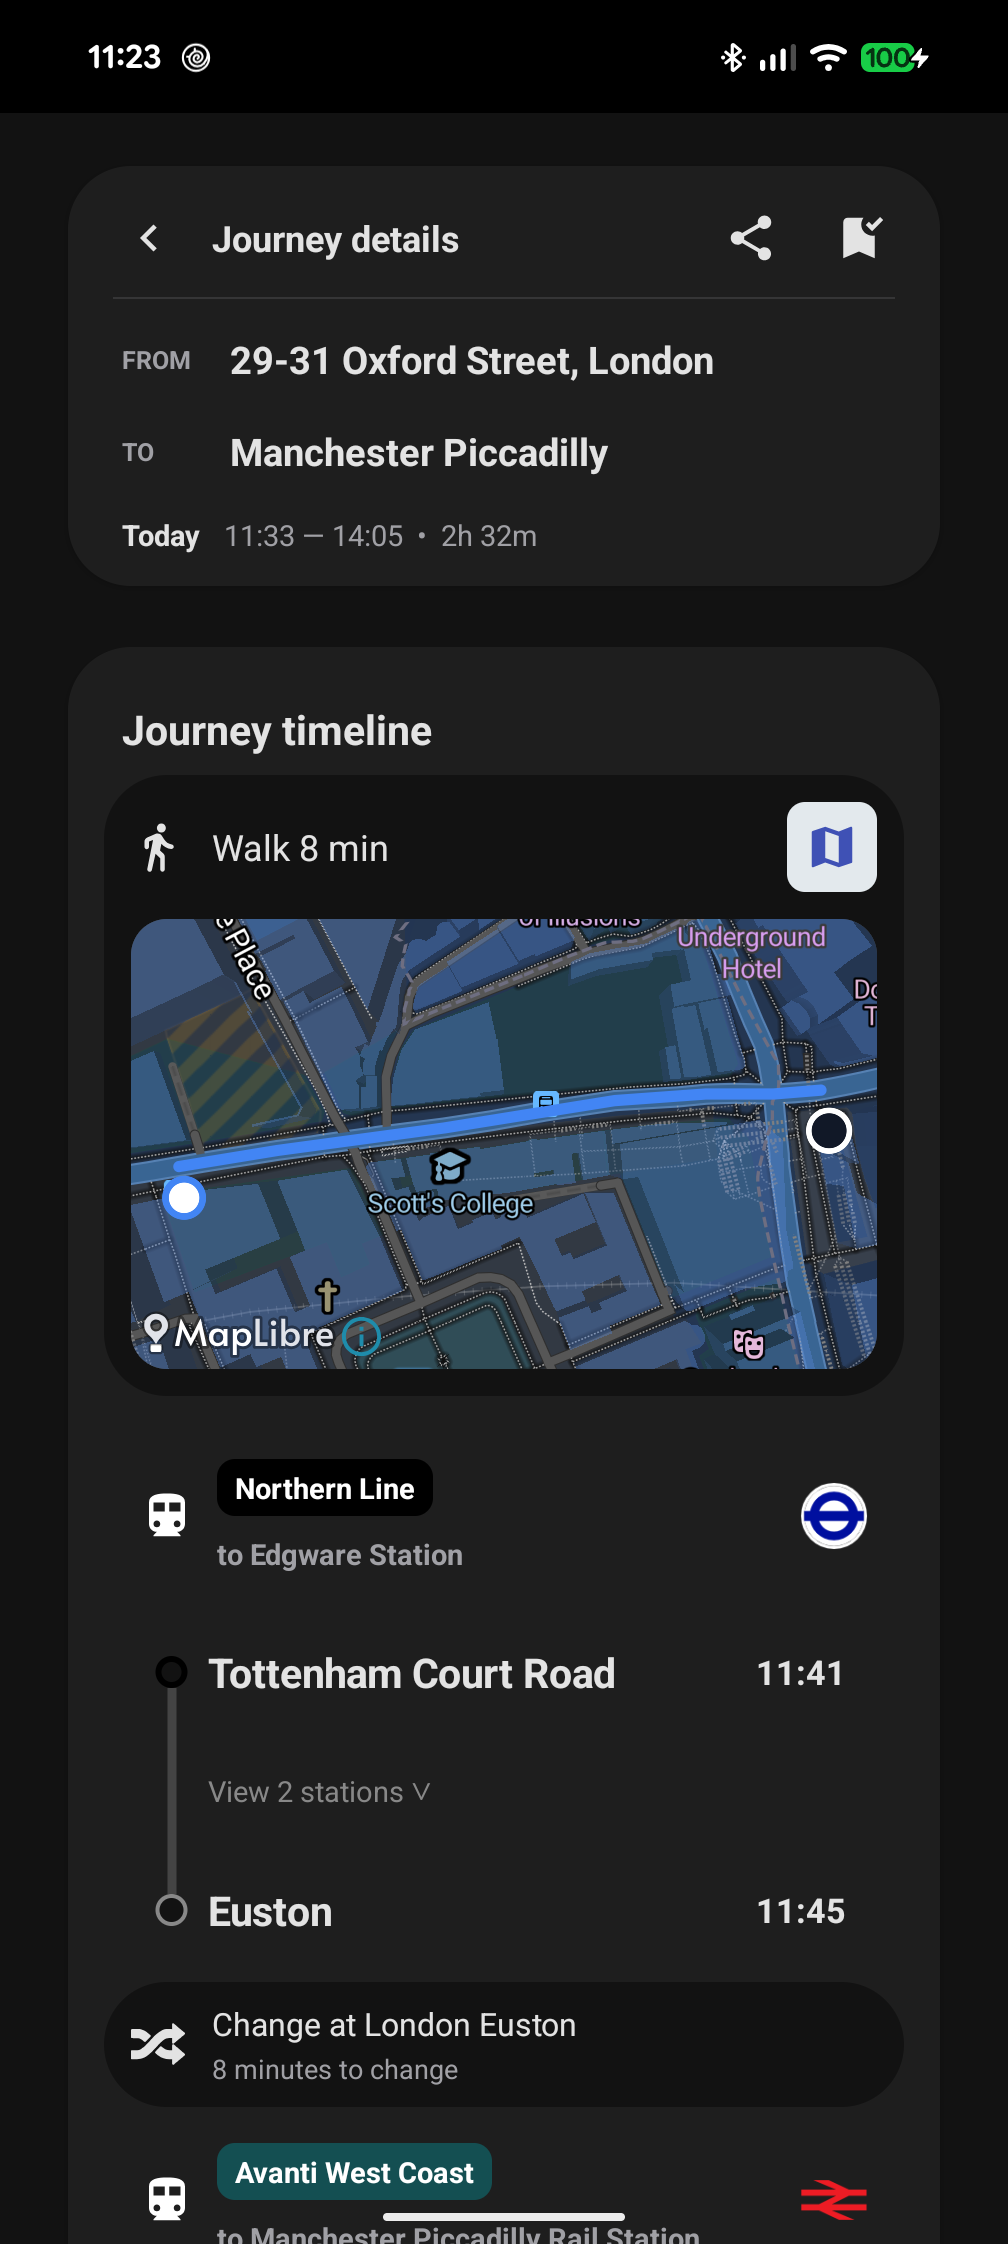 11:23
100
Journey details
FROM 29-31 Oxford Street, London
TO Manchester Piccadilly
Today 11:33 — 14:05 • 2h 32m
Journey timeline
Walk 8 min
of Illusions
Underground
Hotel
e Place
Scott's College
MapLibre
Northern Line
to Edgware Station
Tottenham Court Road 11:41
View 2 stations
Euston 11:45
Change at London Euston
8 minutes to change
Avanti West Coast
to Manchester Piccadilly Rail Station